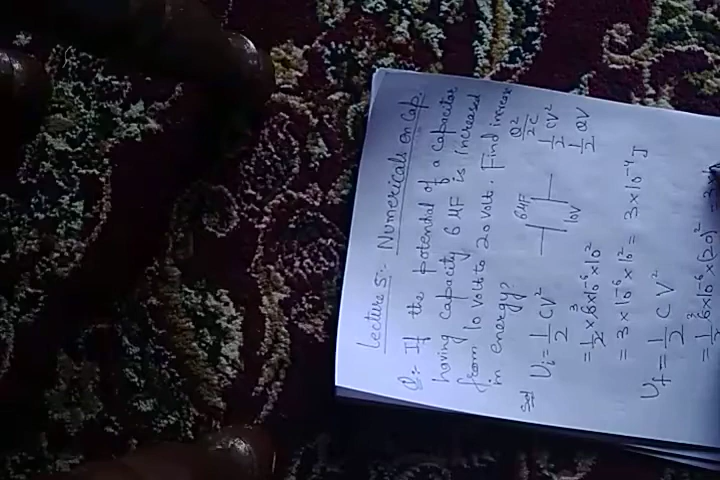 Lecture 5:- Numericals on Cap.
Q:- If the potential of a capacitor
having capacity 6 μF is increased
from 10 Volt to 20 Volt. Find increase
in energy?
Sol Ui = 1/2 CV² 6 μF 10V Q²/2C
1/2 CV²
1/2 QV
= 1/2 × 6 × 10⁻⁶ × 10² 3
= 3 × 10⁻⁶ × 10² = 3 × 10⁻⁴ J
Uf = 1/2 C V²
= 1/2 6 × 10⁻⁶ × (20)²